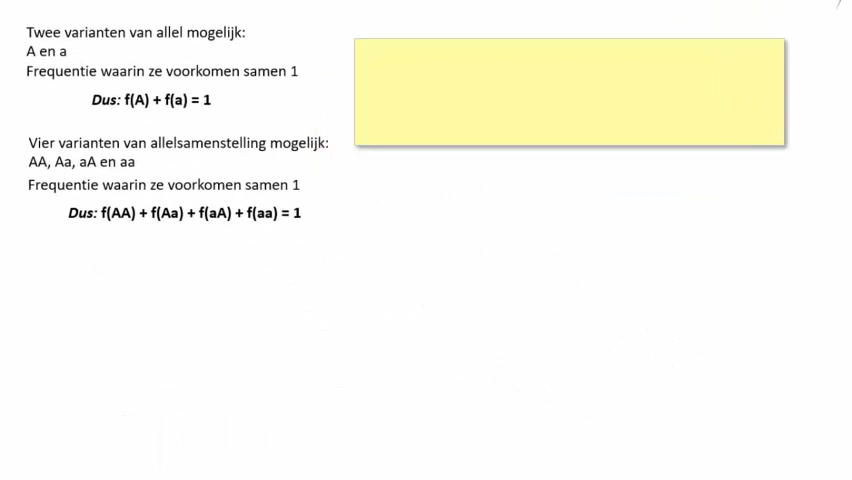 Twee varianten van allel mogelijk:
A en a
Frequentie waarin ze voorkomen samen 1
Dus: f(A) + f(a) = 1
Vier varianten van allelsamenstelling mogelijk:
AA, Aa, aA en aa
Frequentie waarin ze voorkomen samen 1
Dus: f(AA) + f(Aa) + f(aA) + f(aa) = 1